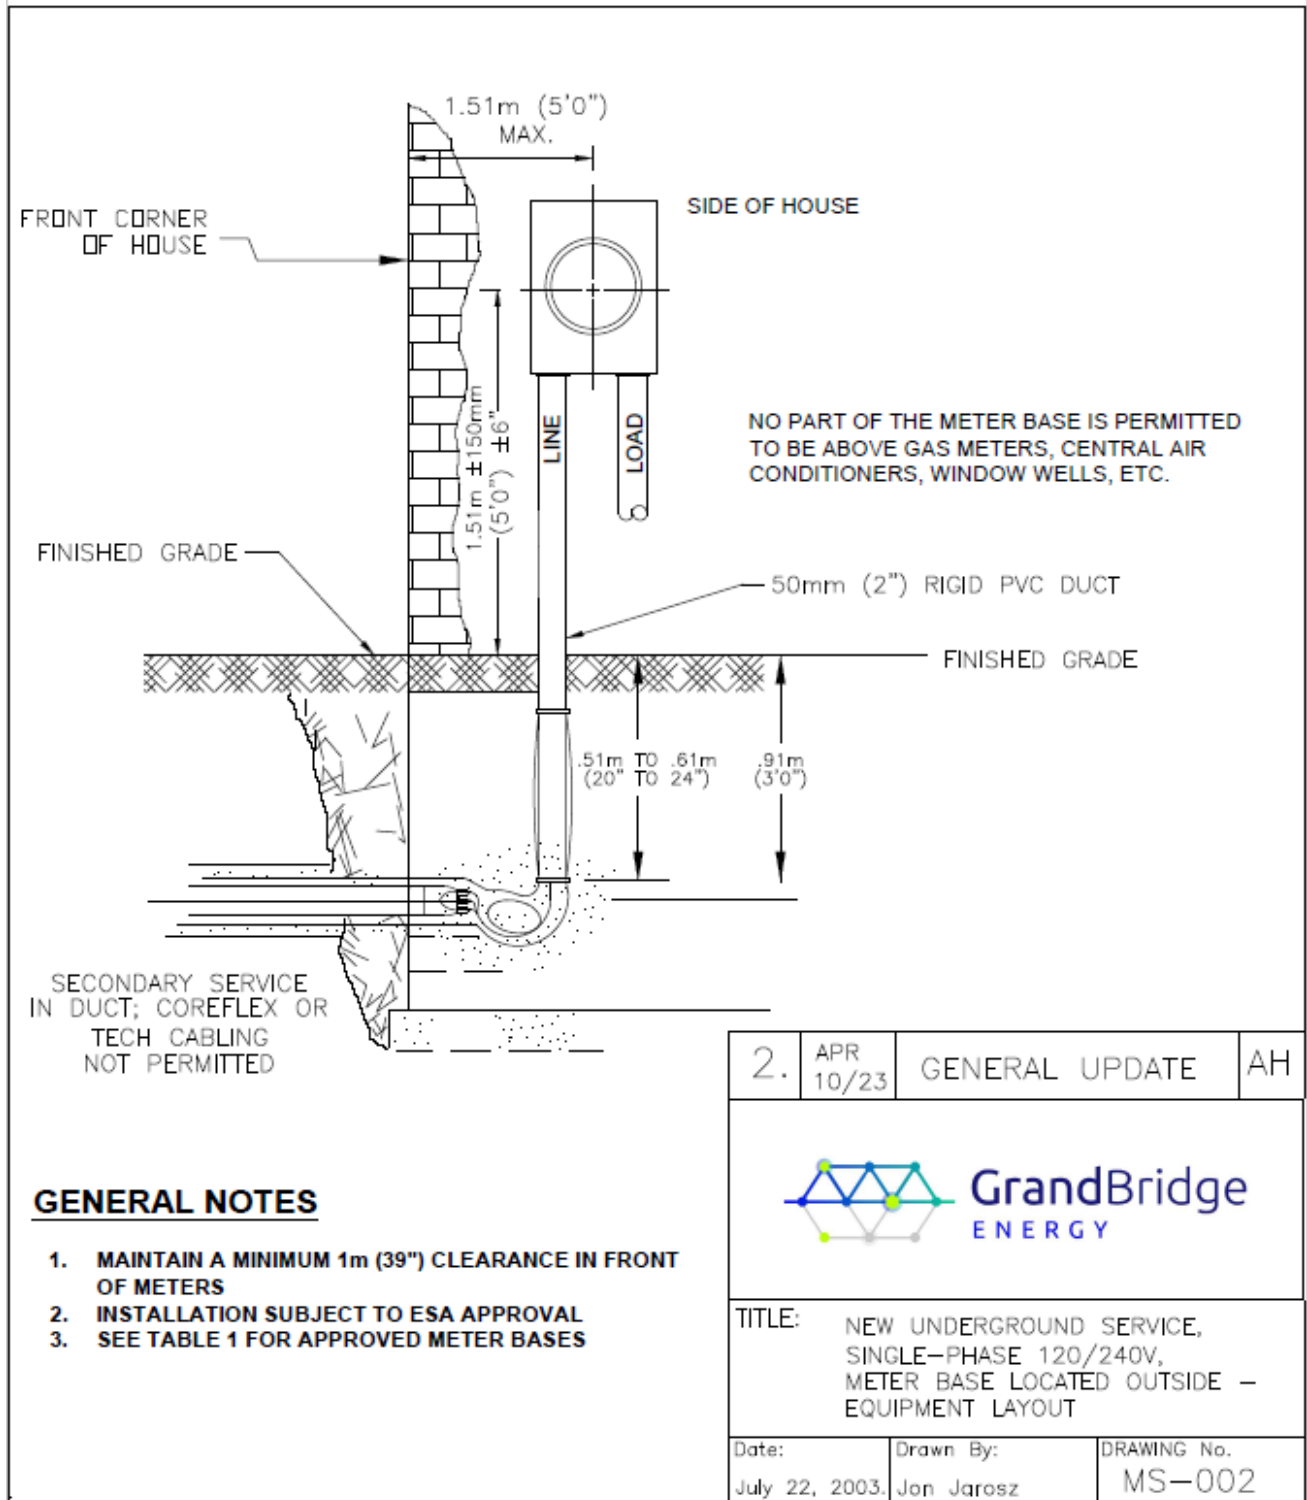 1.51m (5'0")
MAX.
FRONT CORNER
OF HOUSE
SIDE OF HOUSE
1.51m ±150mm
(5'0") ±6"
LINE
LOAD
NO PART OF THE METER BASE IS PERMITTED
TO BE ABOVE GAS METERS, CENTRAL AIR
CONDITIONERS, WINDOW WELLS, ETC.
FINISHED GRADE
50mm (2") RIGID PVC DUCT
FINISHED GRADE
.51m TO .61m
(20" TO 24")
.91m
(3'0")
SECONDARY SERVICE
IN DUCT; COREFLEX OR
TECH CABLING
NOT PERMITTED
2.
APR
10/23
GENERAL UPDATE
AH
GrandBridge
ENERGY
GENERAL NOTES
1. MAINTAIN A MINIMUM 1m (39") CLEARANCE IN FRONT
OF METERS
2. INSTALLATION SUBJECT TO ESA APPROVAL
3. SEE TABLE 1 FOR APPROVED METER BASES
TITLE:
NEW UNDERGROUND SERVICE,
SINGLE-PHASE 120/240V,
METER BASE LOCATED OUTSIDE -
EQUIPMENT LAYOUT
Date:
July 22, 2003.
Drawn By:
Jon Jarosz
DRAWING No.
MS-002